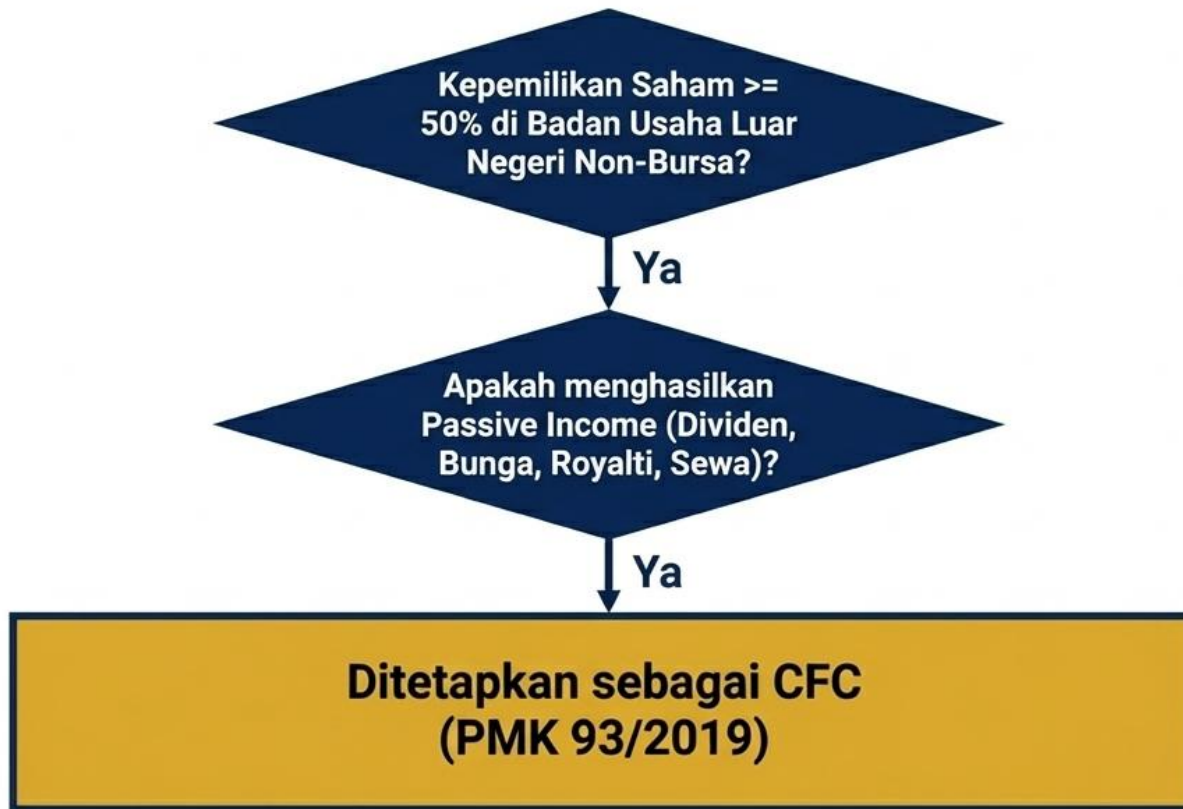 Kepemilikan Saham >=
50% di Badan Usaha Luar
Negeri Non-Bursa?
Ya
Apakah menghasilkan
Passive Income (Dividen,
Bunga, Royalti, Sewa)?
Ya
Ditetapkan sebagai CFC
(PMK 93/2019)